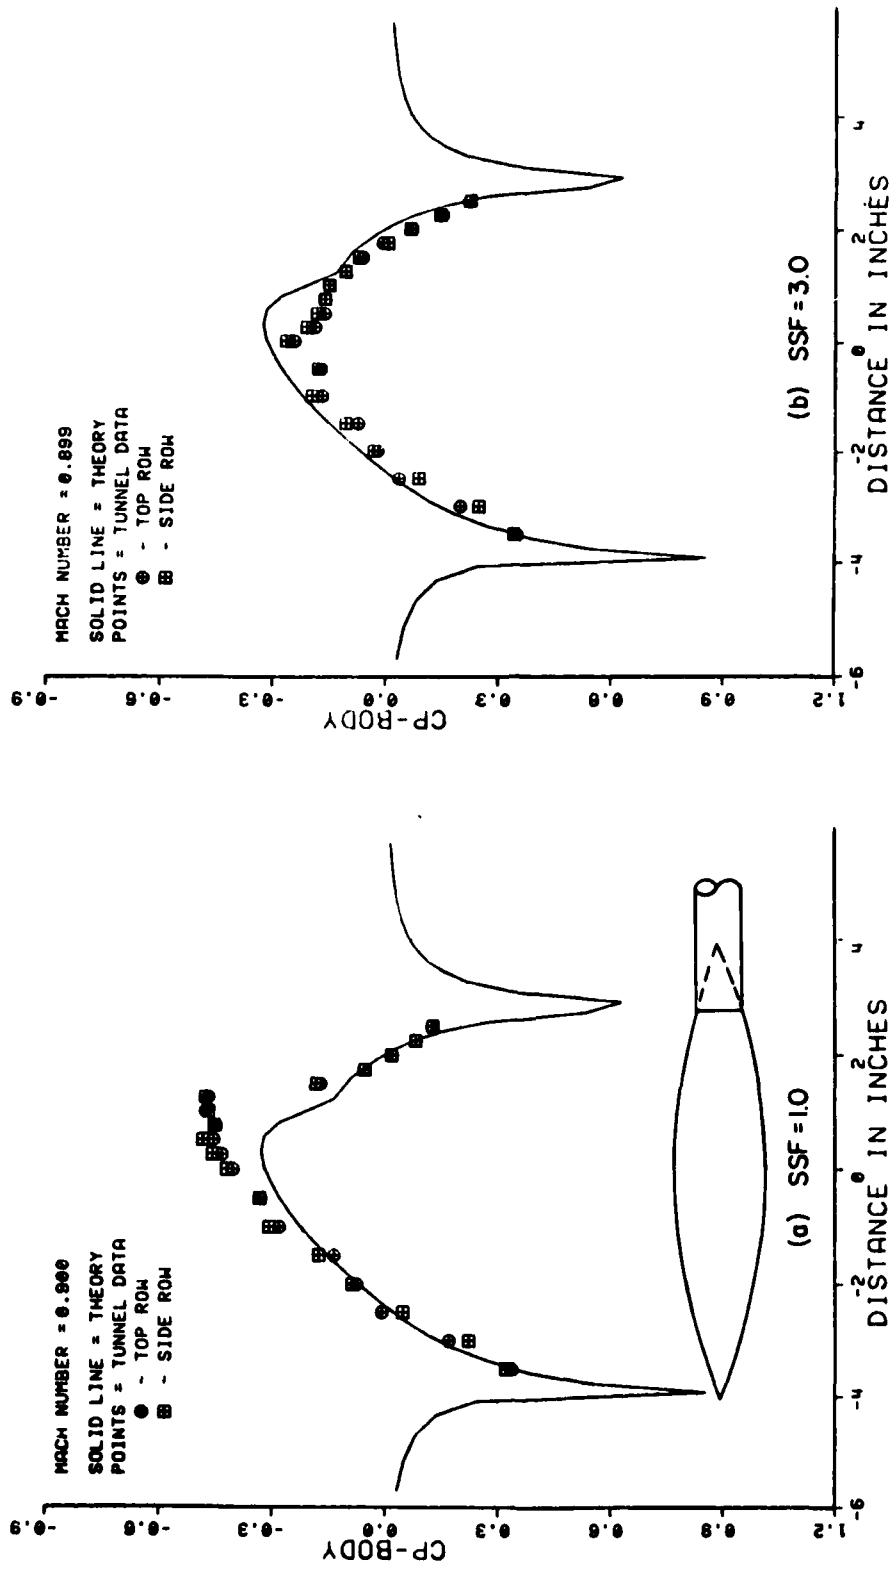 MACH NUMBER = 0.900
SOLID LINE = THEORY
POINTS = TUNNEL DATA
- TOP ROW
- SIDE ROW
-0.9
-0.6
-0.3
0.0
0.3
0.6
0.9
1.2
CP-BODY
-6
-4
-2
0
2
DISTANCE IN INCHES
(a) SSF = 1.0
MACH NUMBER = 0.899
SOLID LINE = THEORY
POINTS = TUNNEL DATA
- TOP ROW
- SIDE ROW
-0.9
-0.6
-0.3
0.0
0.3
0.6
0.9
1.2
CP-BODY
-6
-4
-2
0
2
DISTANCE IN INCHES
(b) SSF = 3.0